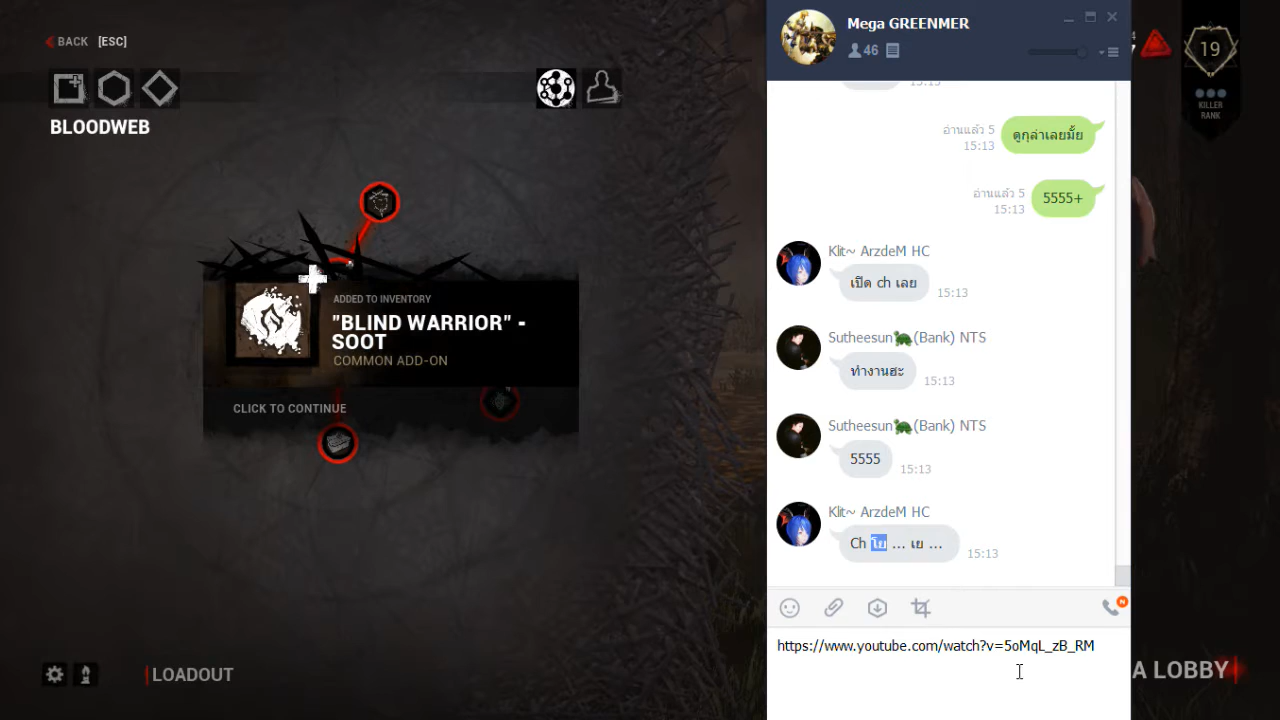 BACK [ESC]
BLOODWEB
ADDED TO INVENTORY
"BLIND WARRIOR" -
SOOT
COMMON ADD-ON
CLICK TO CONTINUE
LOADOUT
Mega GREENMER
46
15:13
อ่านแล้ว 5
15:13
ดูกุล่าเลยมั้ย
อ่านแล้ว 5
15:13
5555+
Klit~ ArzdeM HC
เปิด ch เลย
15:13
Sutheesun🐢(Bank) NTS
ทำงานฮะ
15:13
Sutheesun🐢(Bank) NTS
5555
15:13
Klit~ ArzdeM HC
Ch โย ... เย ...
15:13
N
https://www.youtube.com/watch?v=5oMqL_zB_RM
19
KILLER
RANK
A LOBBY